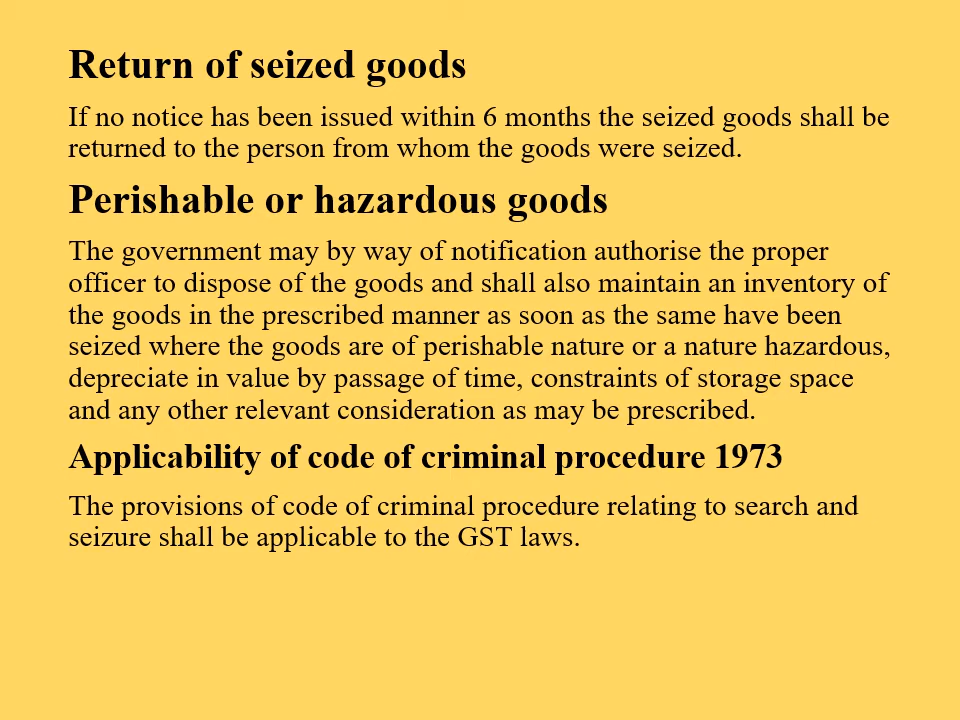 Return of seized goods
If no notice has been issued within 6 months the seized goods shall be
returned to the person from whom the goods were seized.
Perishable or hazardous goods
The government may by way of notification authorise the proper
officer to dispose of the goods and shall also maintain an inventory of
the goods in the prescribed manner as soon as the same have been
seized where the goods are of perishable nature or a nature hazardous,
depreciate in value by passage of time, constraints of storage space
and any other relevant consideration as may be prescribed.
Applicability of code of criminal procedure 1973
The provisions of code of criminal procedure relating to search and
seizure shall be applicable to the GST laws.